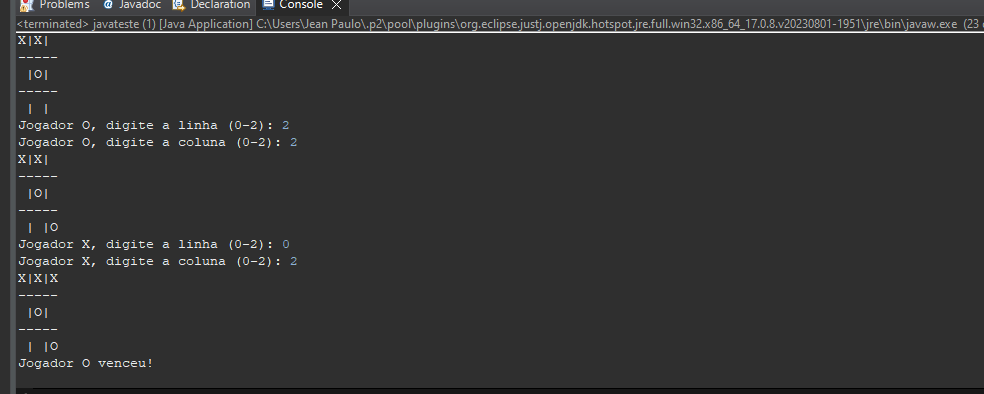 Problems @ Javadoc Declaration Console
<terminated> javateste (1) [Java Application] C:\Users\Jean Paulo\.p2\pool\plugins\org.eclipse.justj.openjdk.hotspot.jre.full.win32.x86_64_17.0.8.v20230801-1951\jre\bin\javaw.exe (23
X|X|
-----
 |O|
-----
 | |
Jogador O, digite a linha (0-2): 2
Jogador O, digite a coluna (0-2): 2
X|X|
-----
 |O|
-----
 | |O
Jogador X, digite a linha (0-2): 0
Jogador X, digite a coluna (0-2): 2
X|X|X
-----
 |O|
-----
 | |O
Jogador O venceu!